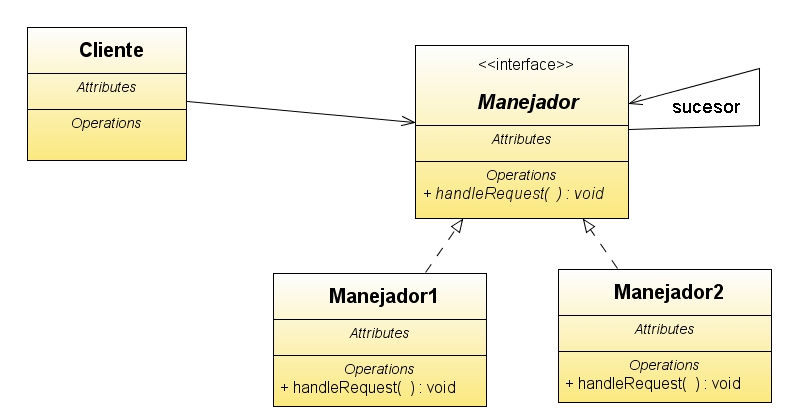 Cliente
Attributes
Operations
<<interface>>
Manejador
Attributes
Operations
+ handleRequest( ) : void
sucesor
Manejador1
Attributes
Operations
+ handleRequest( ) : void
Manejador2
Attributes
Operations
+ handleRequest( ) : void